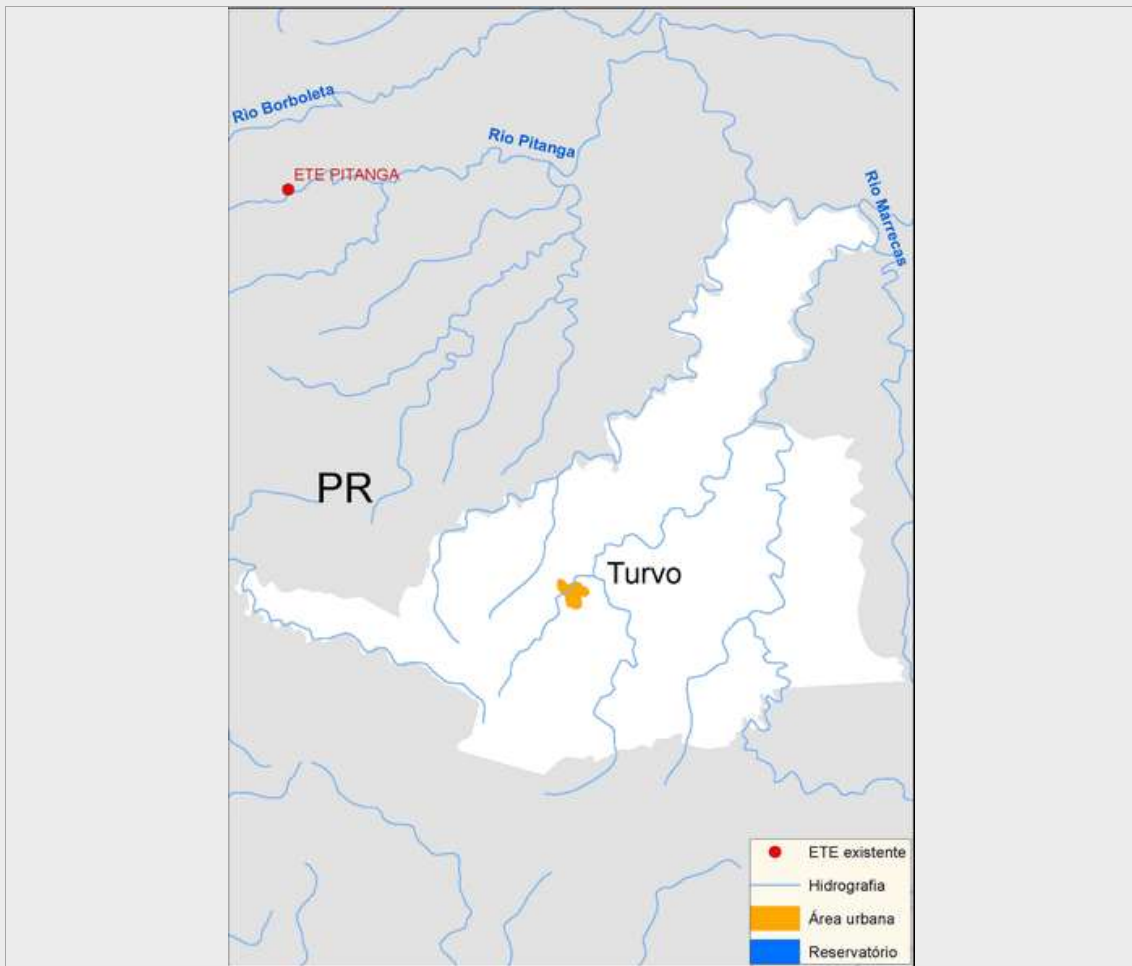 Rio Borboleta
Rio Pitanga
ETE PITANGA
Rio Marrecas
PR
Turvo
ETE existente
Hidrografia
Área urbana
Reservatório